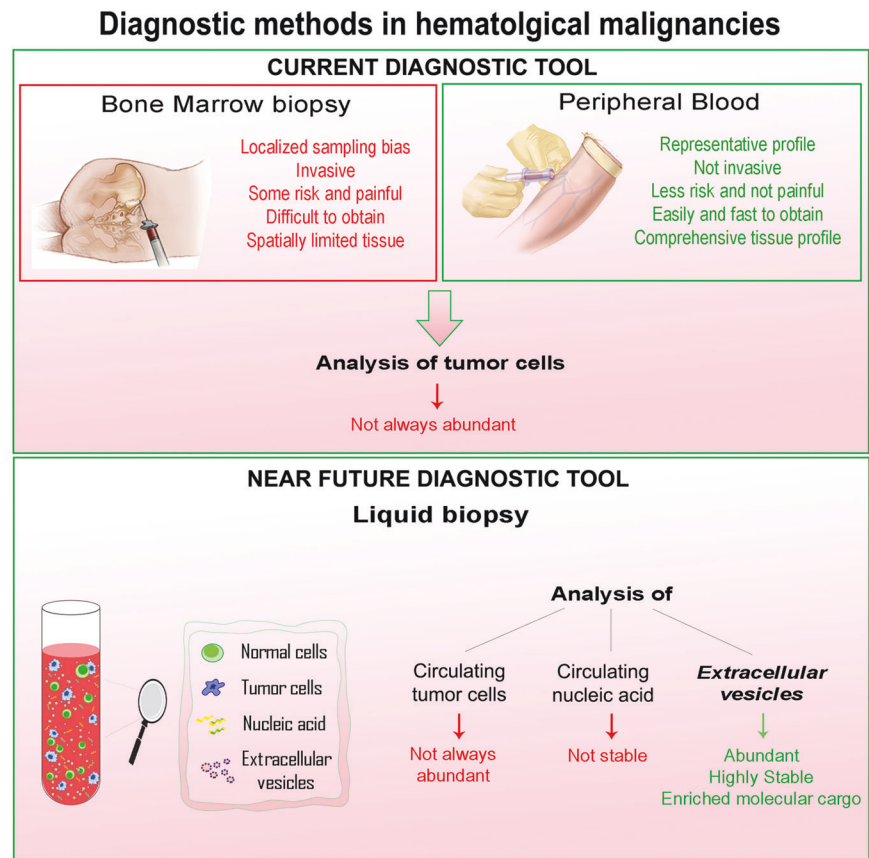 Diagnostic methods in hematolgical malignancies
CURRENT DIAGNOSTIC TOOL
Bone Marrow biopsy
Localized sampling bias
Invasive
Some risk and painful
Difficult to obtain
Spatially limited tissue
Peripheral Blood
Representative profile
Not invasive
Less risk and not painful
Easily and fast to obtain
Comprehensive tissue profile
Analysis of tumor cells
Not always abundant
NEAR FUTURE DIAGNOSTIC TOOL
Liquid biopsy
Normal cells
Tumor cells
Nucleic acid
Extracellular
vesicles
Analysis of
Circulating
tumor cells
Not always
abundant
Circulating
nucleic acid
Not stable
Extracellular
vesicles
Abundant
Highly Stable
Enriched molecular cargo